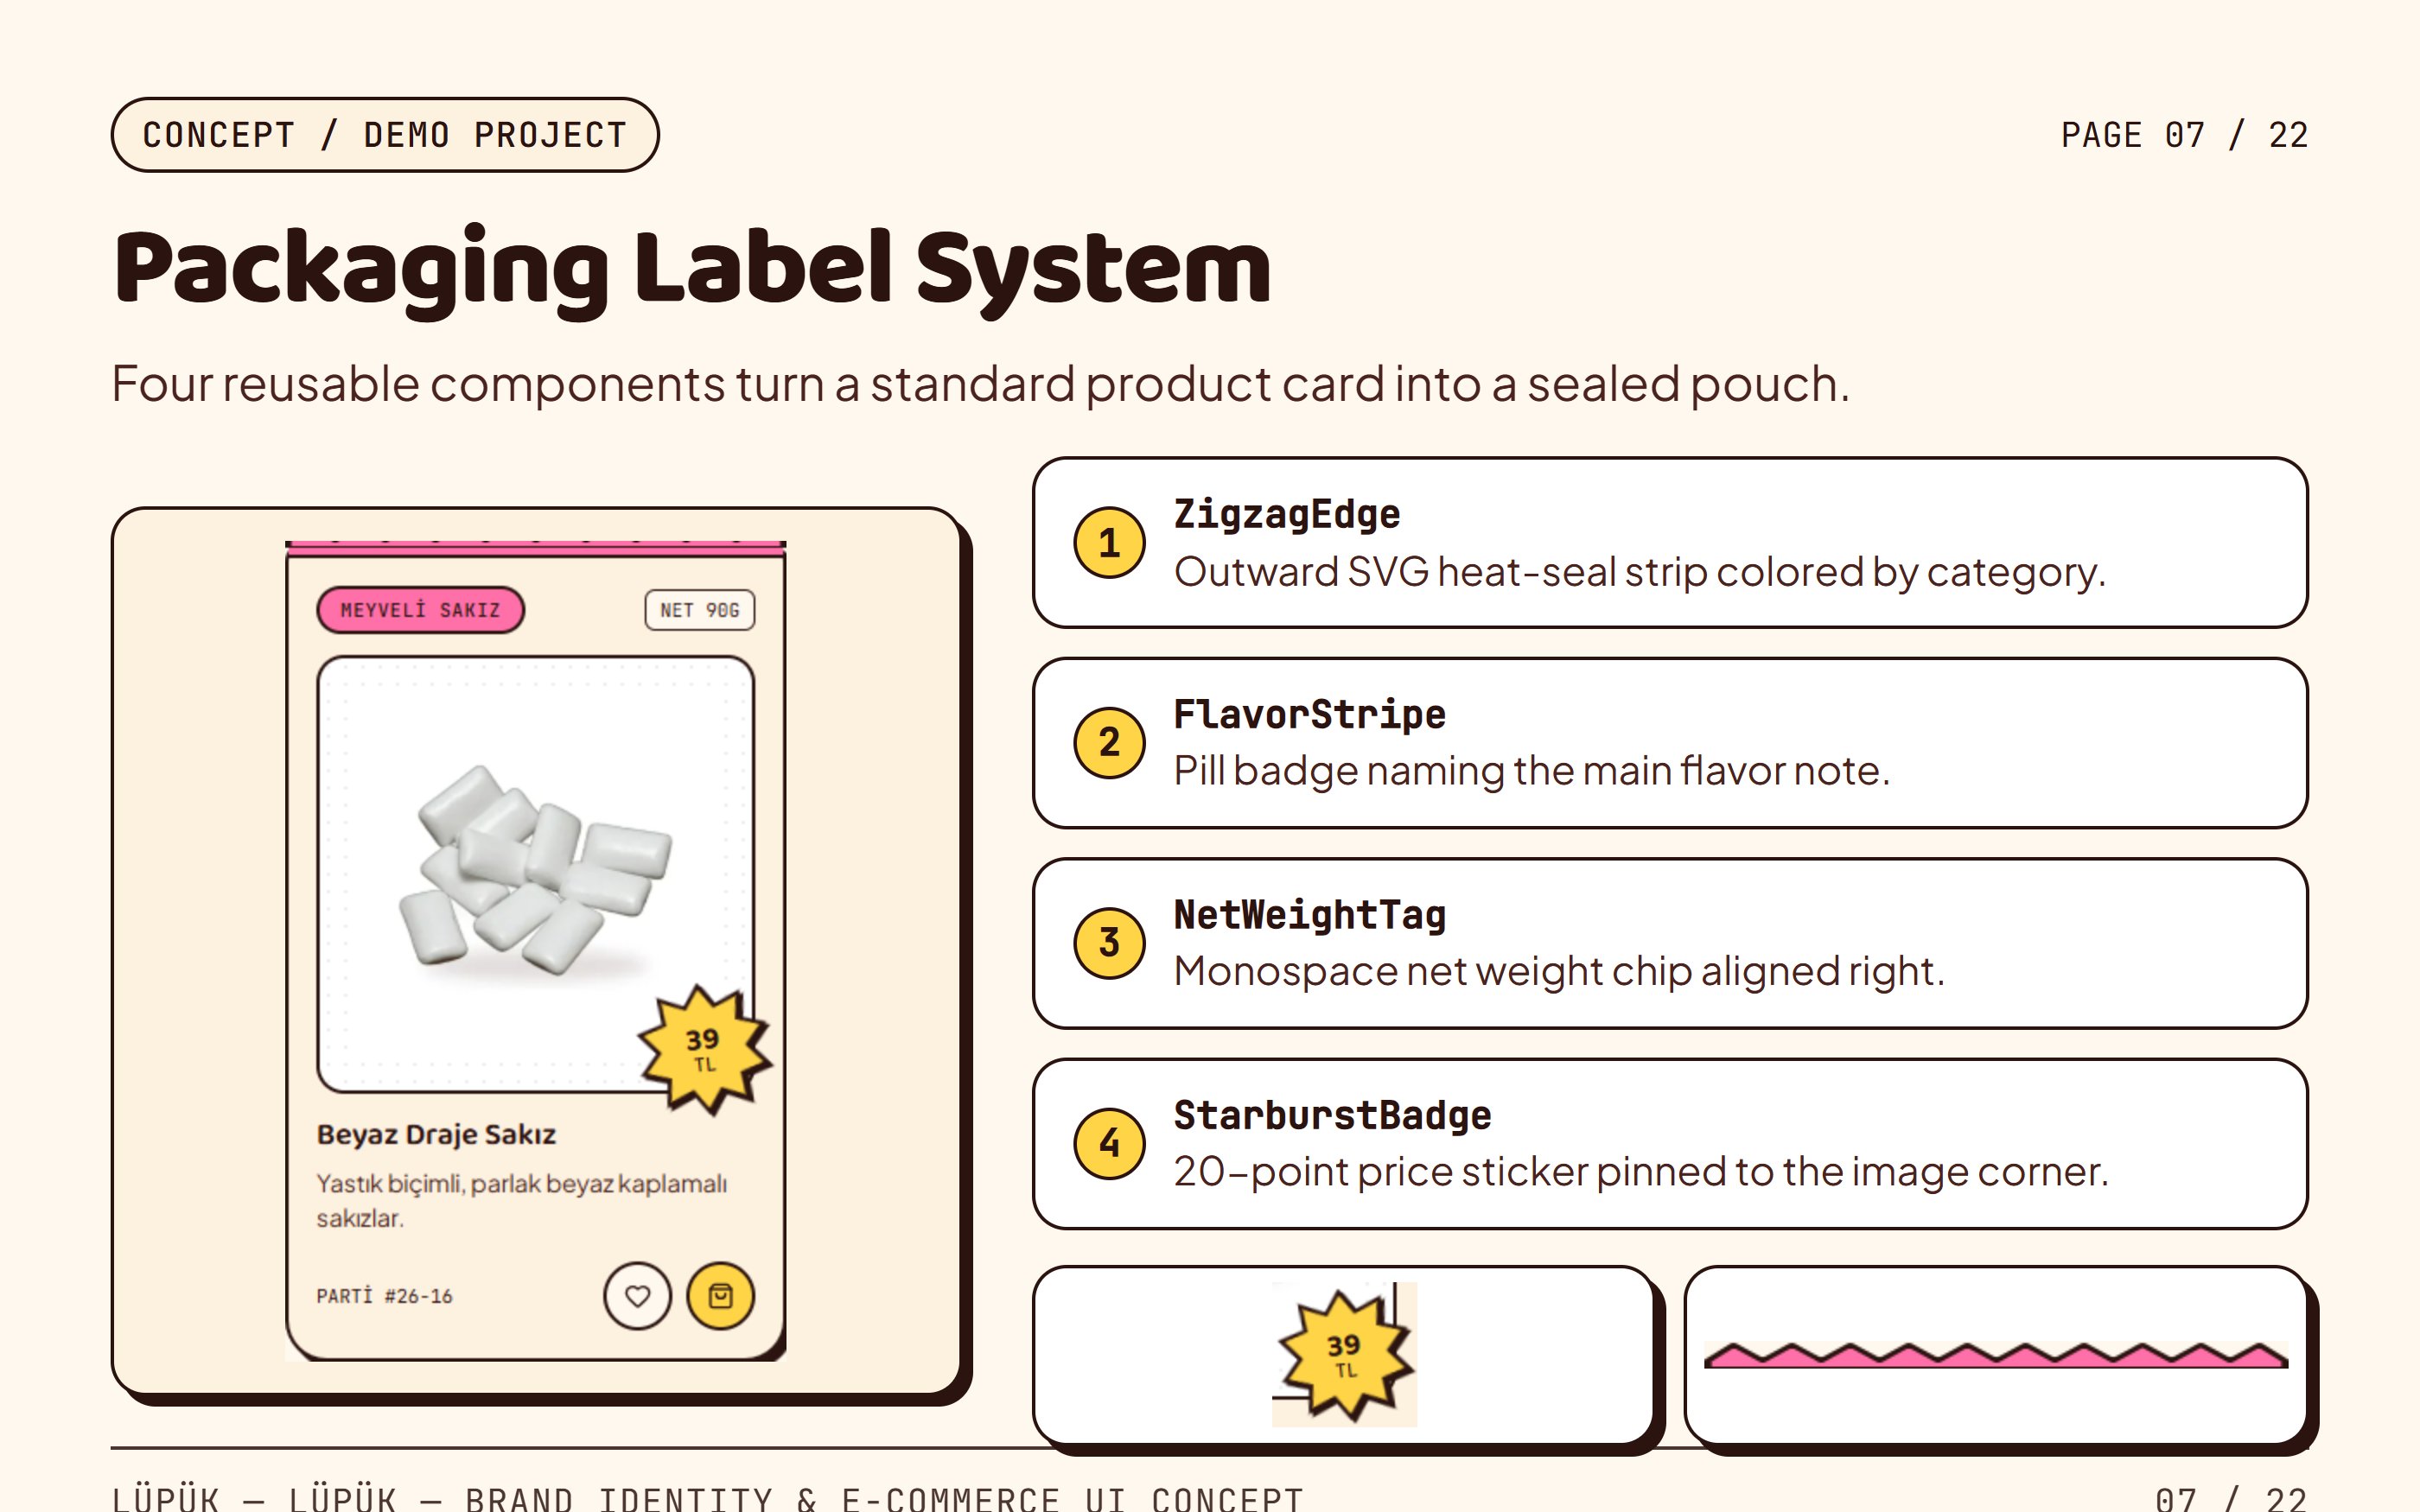 CONCEPT / DEMO PROJECT
PAGE 07 / 22
Packaging Label System
Four reusable components turn a standard product card into a sealed pouch.
MEYVELİ SAKIZ
NET 90G
39
TL
Beyaz Draje Sakız
Yastık biçimli, parlak beyaz kaplamalı
sakızlar.
PARTİ #26-16
1
ZigzagEdge
Outward SVG heat-seal strip colored by category.
2
FlavorStripe
Pill badge naming the main flavor note.
3
NetWeightTag
Monospace net weight chip aligned right.
4
StarburstBadge
20-point price sticker pinned to the image corner.
39
TL
LÜPÜK — LÜPÜK — BRAND IDENTITY & E-COMMERCE UI CONCEPT
07 / 22